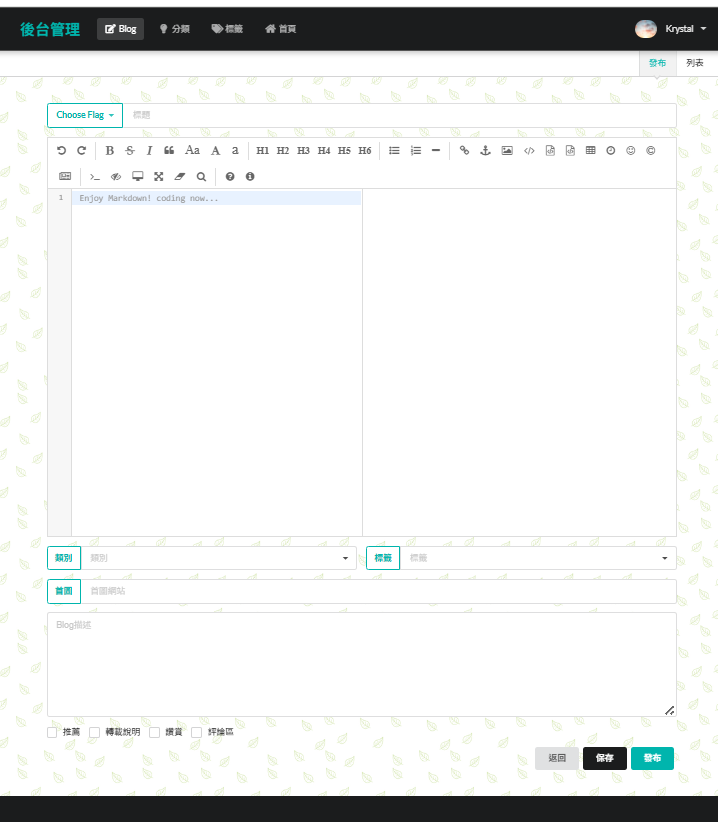 後台管理 Blog 分類 標籤 首頁 Krystal
發布 列表
Choose Flag 標題
B S I Aa A a H1 H2 H3 H4 H5 H6
1 Enjoy Markdown! coding now...
類別 類別 標籤 標籤
首圖 首圖網站
Blog描述
推薦 轉載說明 讚賞 評論區
返回 保存 發布